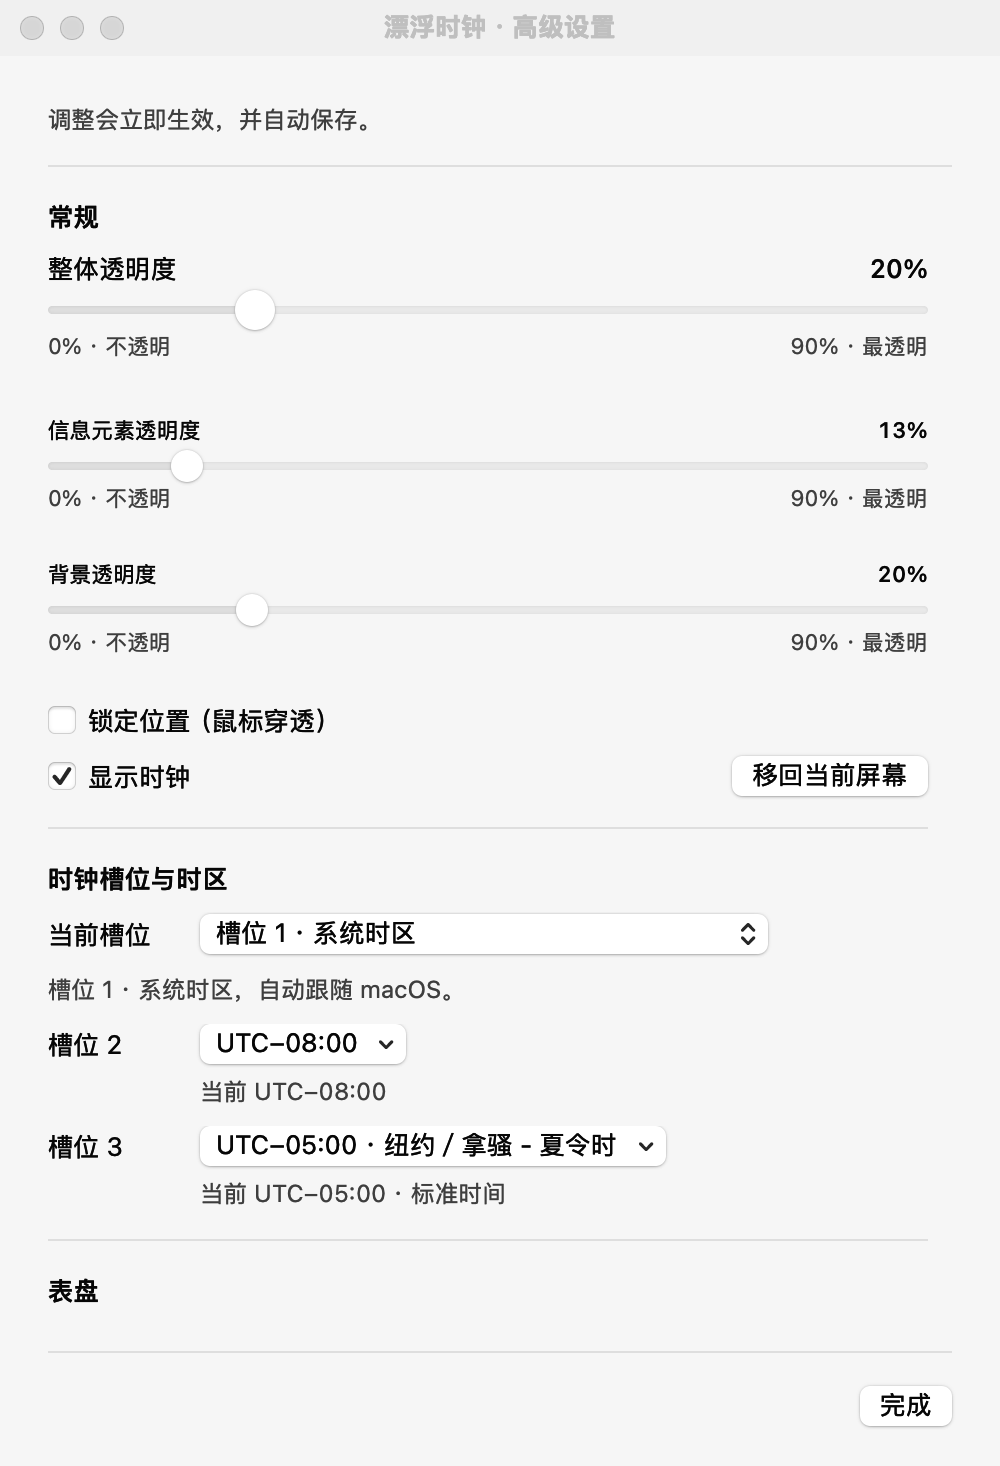 漂浮时钟 · 高级设置
调整会立即生效，并自动保存。
常规
整体透明度 20%
0% · 不透明 90% · 最透明
信息元素透明度 13%
0% · 不透明 90% · 最透明
背景透明度 20%
0% · 不透明 90% · 最透明
锁定位置（鼠标穿透）
显示时钟 移回当前屏幕
时钟槽位与时区
当前槽位 槽位 1 · 系统时区
槽位 1 · 系统时区，自动跟随 macOS。
槽位 2 UTC−08:00
当前 UTC−08:00
槽位 3 UTC−05:00 · 纽约 / 拿骚 - 夏令时
当前 UTC−05:00 · 标准时间
表盘
完成